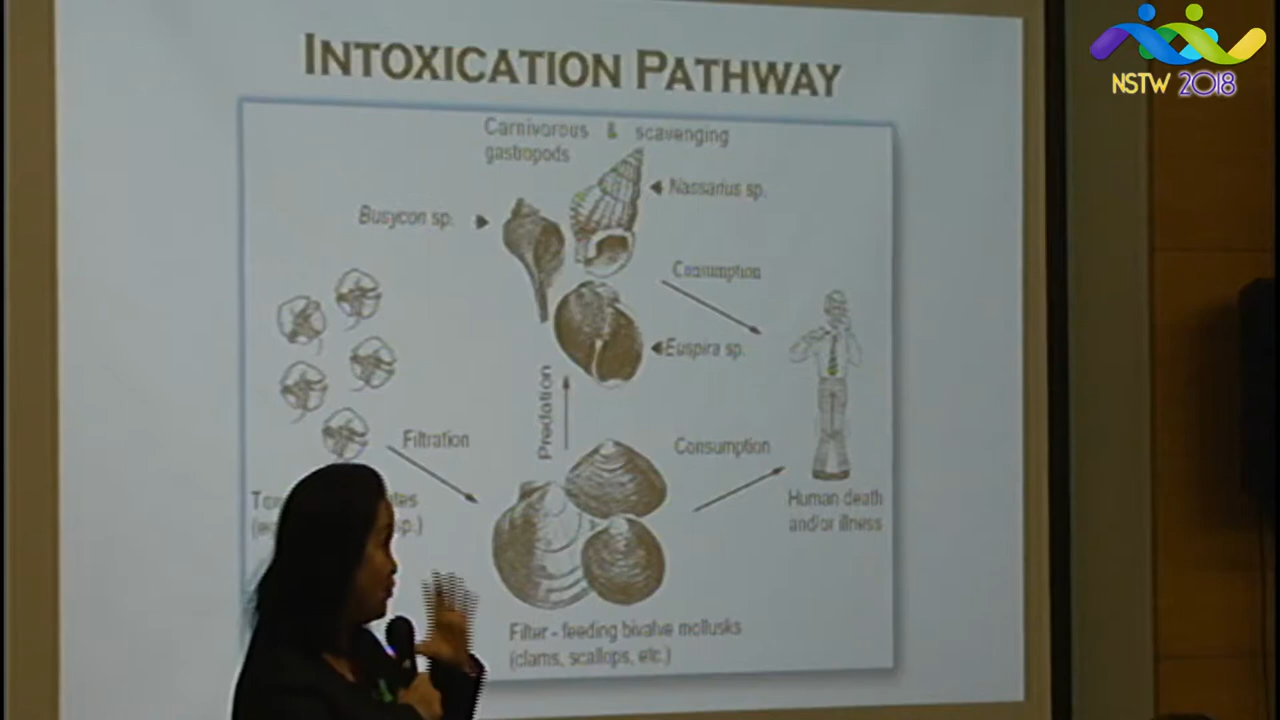 NSTW 2018
INTOXICATION PATHWAY
Carnivorous & scavenging
gastropods
Nassarius sp.
Busycon sp.
Consumption
Euspira sp.
Predation
Filtration
Consumption
Human death
and/or illness
sp.)
Filter - feeding bivalve mollusks
(clams, scallops, etc.)